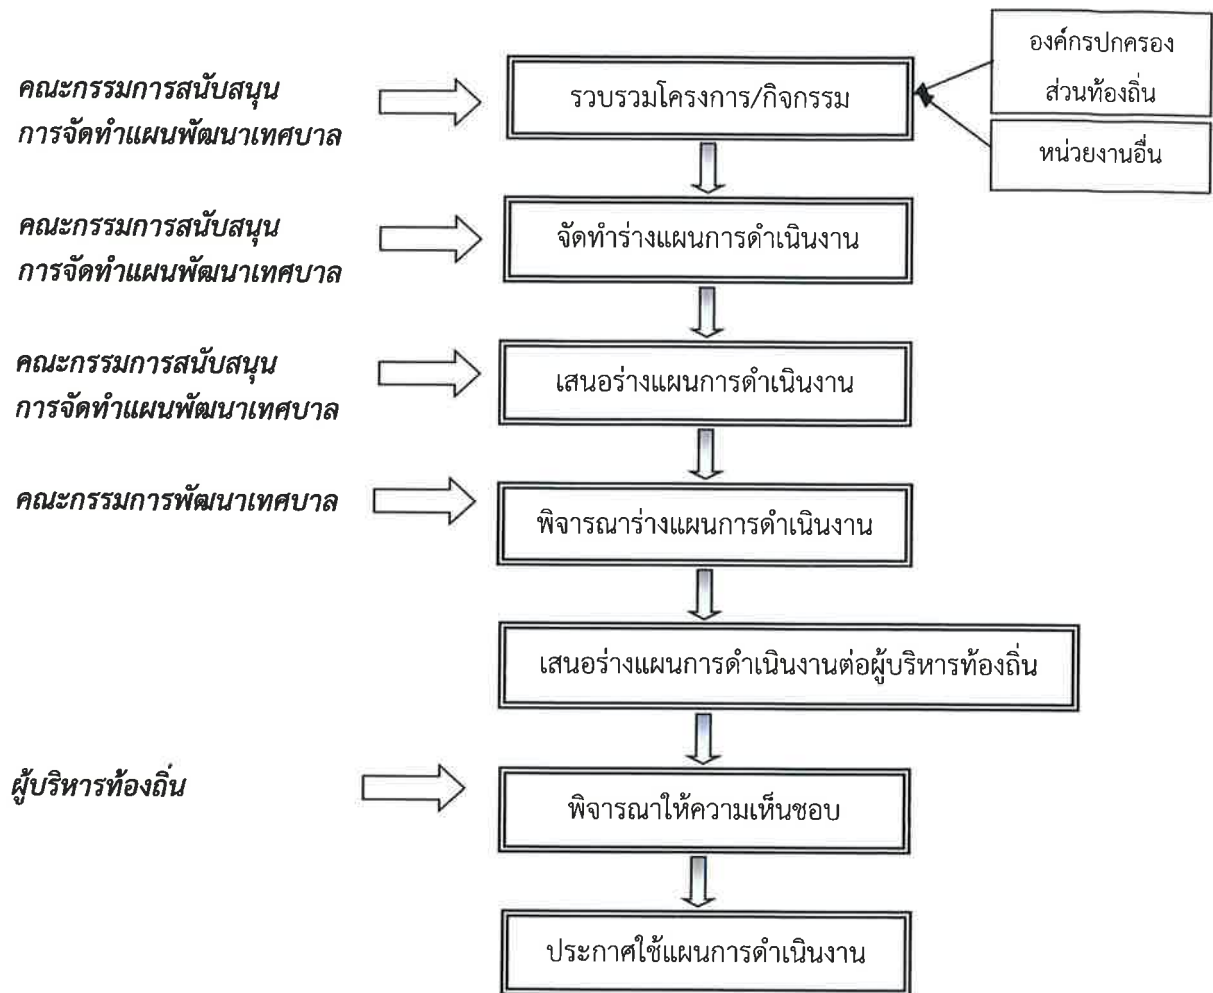 องค์กรปกครอง
ส่วนท้องถิ่น
หน่วยงานอื่น
คณะกรรมการสนับสนุน
การจัดทำแผนพัฒนาเทศบาล
รวบรวมโครงการ/กิจกรรม
คณะกรรมการสนับสนุน
การจัดทำแผนพัฒนาเทศบาล
จัดทำร่างแผนการดำเนินงาน
คณะกรรมการสนับสนุน
การจัดทำแผนพัฒนาเทศบาล
เสนอร่างแผนการดำเนินงาน
คณะกรรมการพัฒนาเทศบาล
พิจารณาร่างแผนการดำเนินงาน
เสนอร่างแผนการดำเนินงานต่อผู้บริหารท้องถิ่น
ผู้บริหารท้องถิ่น
พิจารณาให้ความเห็นชอบ
ประกาศใช้แผนการดำเนินงาน